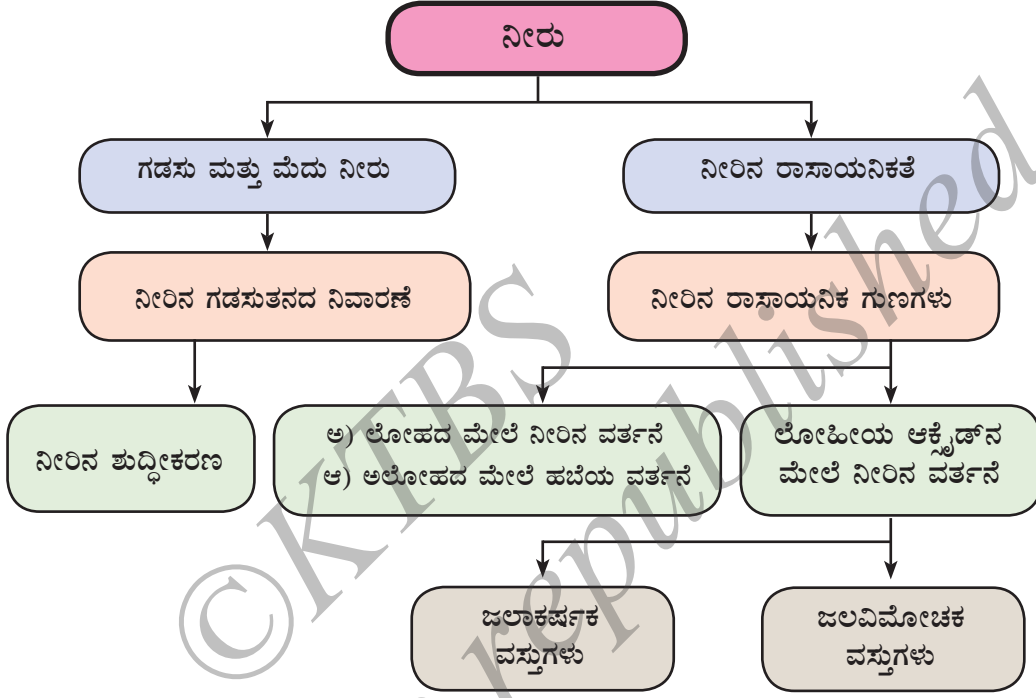 ನೀರು
ಗಡಸು ಮತ್ತು ಮೆದು ನೀರು
ನೀರಿನ ರಾಸಾಯನಿಕತೆ
ನೀರಿನ ಗಡಸುತನದ ನಿವಾರಣೆ
ನೀರಿನ ರಾಸಾಯನಿಕ ಗುಣಗಳು
ನೀರಿನ ಶುದ್ಧೀಕರಣ
ಅ) ಲೋಹದ ಮೇಲೆ ನೀರಿನ ವರ್ತನೆ
ಆ) ಅಲೋಹದ ಮೇಲೆ ಹಬೆಯ ವರ್ತನೆ
ಲೋಹೀಯ ಆಕ್ಸೈಡ್‌ನ
ಮೇಲೆ ನೀರಿನ ವರ್ತನೆ
ಜಲಾಕರ್ಷಕ
ವಸ್ತುಗಳು
ಜಲವಿಮೋಚಕ
ವಸ್ತುಗಳು
©KTBS
republished